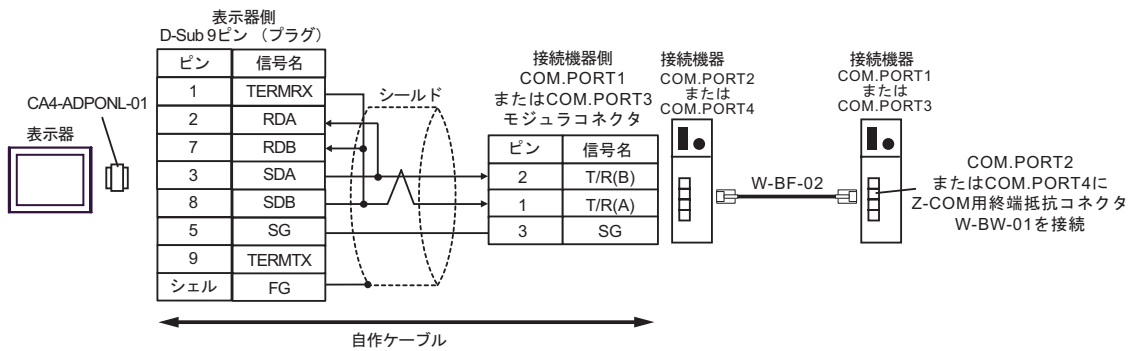 表示器側
D-Sub 9ピン （プラグ）
ピン 信号名
1 TERMRX
2 RDA
7 RDB
3 SDA
8 SDB
5 SG
9 TERMTX
シェル FG
CA4-ADPONL-01
表示器
シールド
接続機器側
COM.PORT1
またはCOM.PORT3
モジュラコネクタ
ピン 信号名
2 T/R(B)
1 T/R(A)
3 SG
接続機器
COM.PORT2
または
COM.PORT4
W-BF-02
接続機器
COM.PORT1
または
COM.PORT3
COM.PORT2
またはCOM.PORT4に
Z-COM用終端抵抗コネクタ
W-BW-01を接続
自作ケーブル